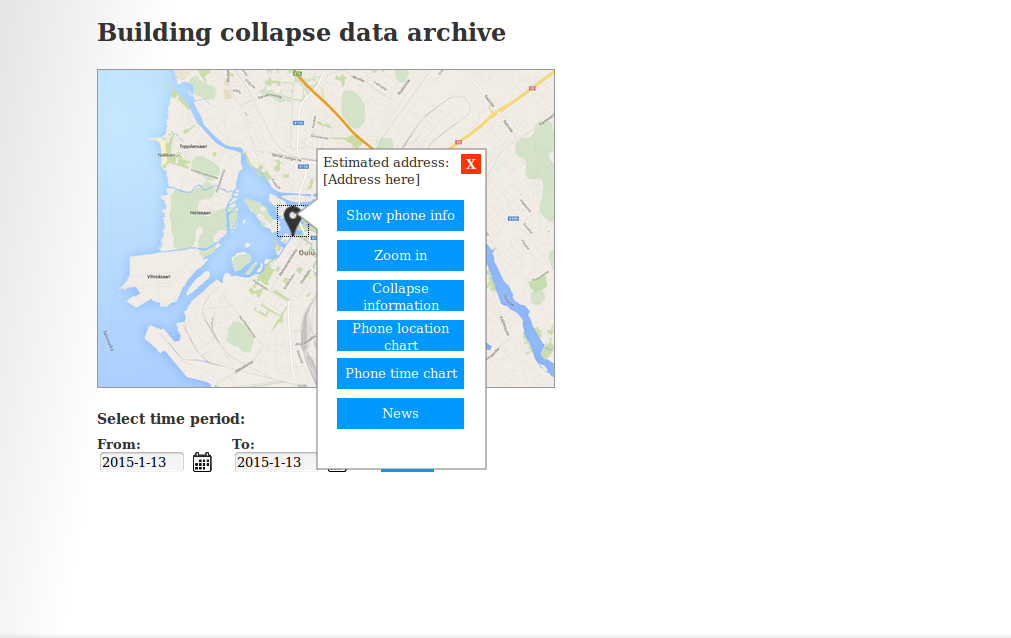 Building collapse data archive
Toppilansaari
Hietasaari
Vihreäsaari
Oulu
Estimated address:
X
[Address here]
Show phone info
Zoom in
Collapse
information
Phone location
chart
Phone time chart
News
Select time period:
From:
To:
2015-1-13
2015-1-13